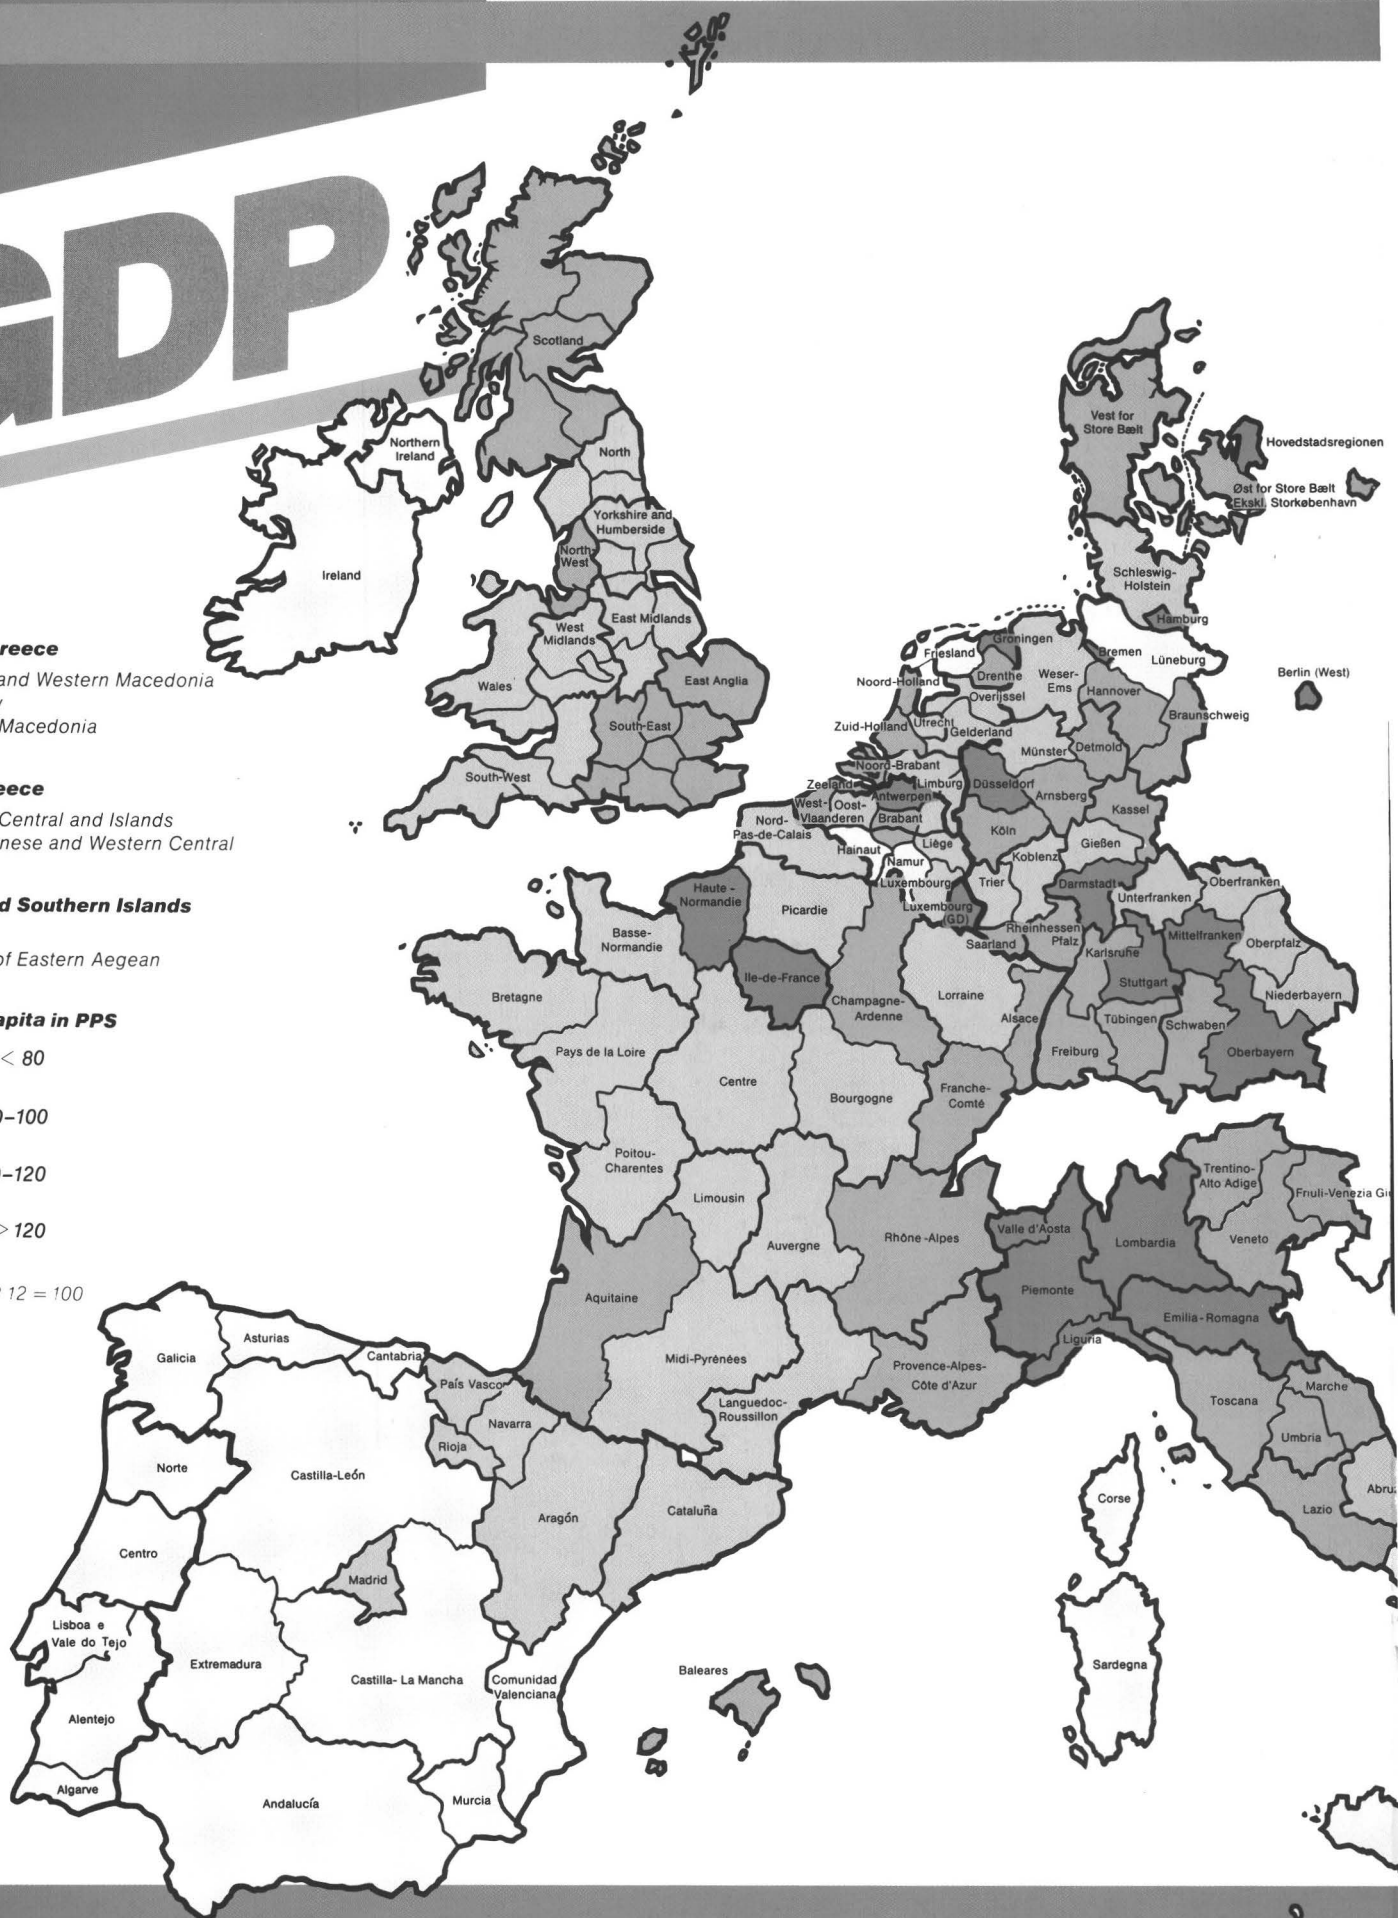 GDP
reece
and Western Macedonia
Macedonia
eece
Central and Islands
nese and Western Central
d Southern Islands
of Eastern Aegean
apita in PPS
< 80
0–100
–120
> 120
12 = 100
Scotland
Northern
Ireland
North
Yorkshire and
Humberside
North-
West
Ireland
East Midlands
West
Midlands
Wales
East Anglia
South-East
South-West
Vest for
Store Bælt
Hovedstadsregionen
Øst for Store Bælt
Ekskl. Storkøbenhavn
Schleswig-
Holstein
Hamburg
Groningen
Friesland
Bremen
Lüneburg
Berlin (West)
Noord-Holland
Drenthe
Weser-
Ems
Hannover
Overijssel
Braunschweig
Zuid-Holland
Utrecht
Gelderland
Münster
Detmold
Noord-Brabant
Zeeland
Limburg
Düsseldorf
Antwerpen
Arnsberg
West-
Oost-
Vlaanderen
Kassel
Nord-
Pas-de-Calais
Brabant
Köln
Hainaut
Liège
Gießen
Namur
Koblenz
Luxembourg
Trier
Darmstadt
Oberfranken
Haute -
Normandie
Unterfranken
Picardie
Luxembourg
(GD)
Rheinhessen
Pfalz
Mittelfranken
Basse-
Normandie
Saarland
Oberpfalz
Karlsruhe
Ile-de-France
Stuttgart
Bretagne
Lorraine
Niederbayern
Champagne-
Ardenne
Alsace
Tübingen
Schwaben
Pays de la Loire
Freiburg
Oberbayern
Centre
Bourgogne
Franche-
Comté
Poitou-
Charentes
Trentino-
Alto Adige
Friuli-Venezia Gi
Limousin
Valle d'Aosta
Rhône -Alpes
Auvergne
Lombardia
Veneto
Piemonte
Aquitaine
Emilia- Romagna
Asturias
Liguria
Galicia
Cantabria
Midi-Pyrénées
Provence-Alpes-
Côte d'Azur
País Vasco
Marche
Toscana
Languedoc-
Roussillon
Navarra
Rioja
Umbria
Norte
Castilla-León
Abru
Corse
Lazio
Cataluña
Aragón
Centro
Madrid
Lisboa e
Vale do Tejo
Extremadura
Sardegna
Baleares
Castilla- La Mancha
Comunidad
Valenciana
Alentejo
Algarve
Andalucía
Murcia